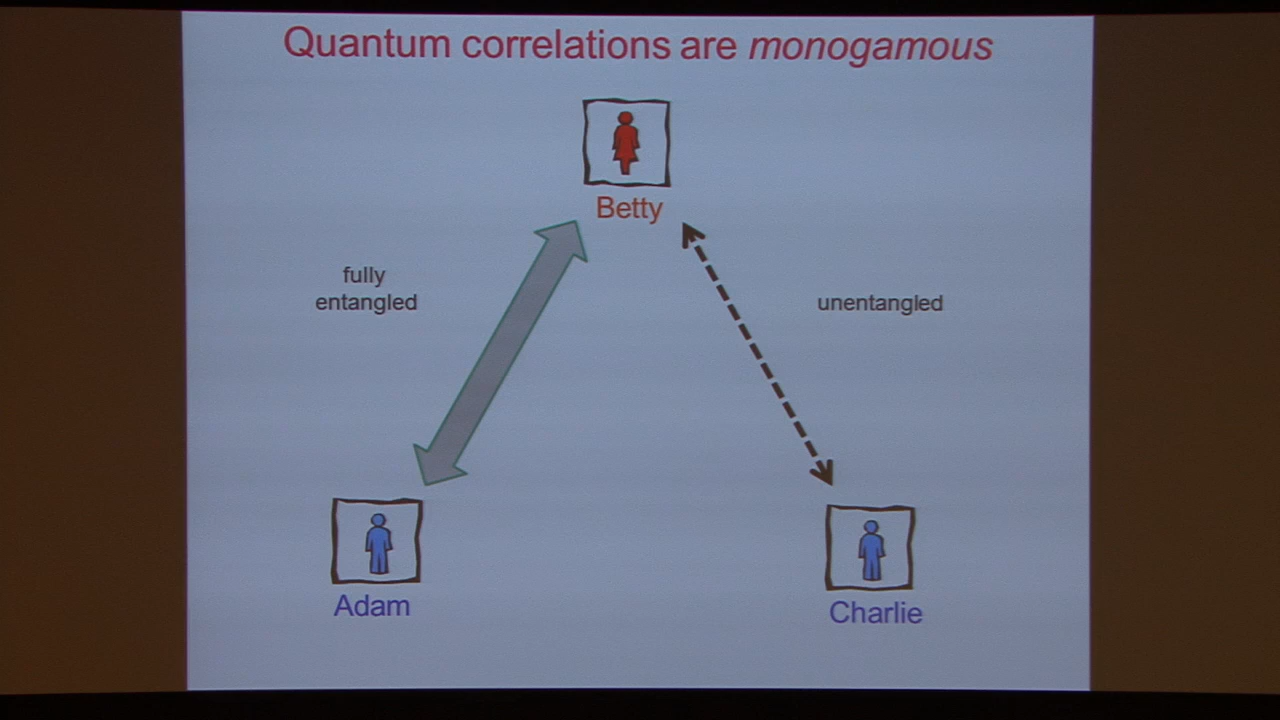 Quantum correlations are monogamous
Betty
fully
entangled
unentangled
Adam
Charlie